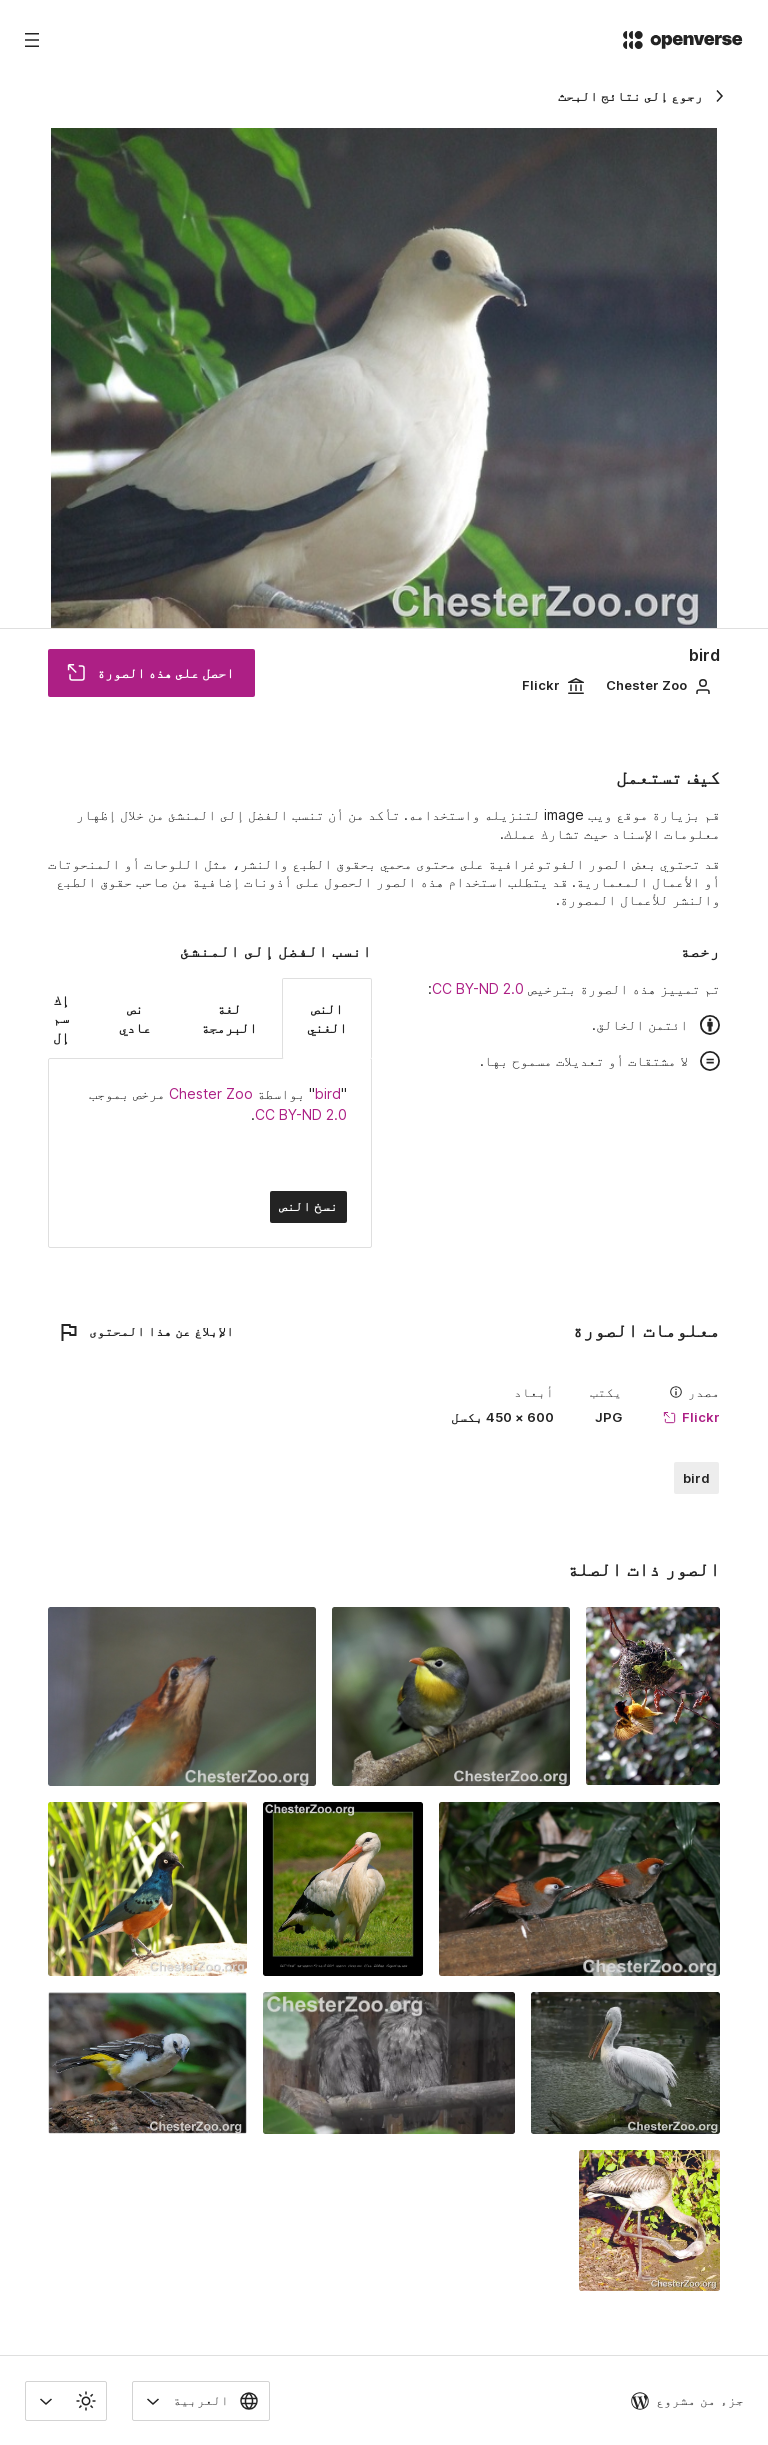 openverse
رجوع إلى نتائج البحث
ChesterZoo.org
bird
Chester Zoo
Flickr
احصل على هذه الصورة
كيف تستعمل
قم بزيارة موقع ويب image لتنزيله واستخدامه. تأكد من أن تنسب الفضل إلى المنشئ من خلال إظهار
معلومات الإسناد حيث تشارك عملك.
قد تحتوي بعض الصور الفوتوغرافية على محتوى محمي بحقوق الطبع والنشر، مثل اللوحات أو المنحوتات
أو الأعمال المعمارية. قد يتطلب استخدام هذه الصور الحصول على أذونات إضافية من صاحب حقوق الطبع
والنشر للأعمال المصورة.
رخصة
تم تمييز هذه الصورة بترخيص CC BY-ND 2.0:
ائتمن الخالق.
لا مشتقات أو تعديلات مسموح بها.
انسب الفضل إلى المنشئ
النص
الغني
لغة
البرمجة
نص
عادي
إك
سم
إل
"bird" بواسطة Chester Zoo مرخص بموجب
CC BY-ND 2.0.
نسخ النص
معلومات الصورة
الإبلاغ عن هذا المحتوى
مصدر
Flickr
يكتب
JPG
أبعاد
600 × 450 بكسل
bird
الصور ذات الصلة
ChesterZoo.org
ChesterZoo.org
ChesterZoo.org
ChesterZoo.org
ChesterZoo.org
ChesterZoo.org
ChesterZoo.org
ChesterZoo.org
ChesterZoo.org
جزء من مشروع
العربية